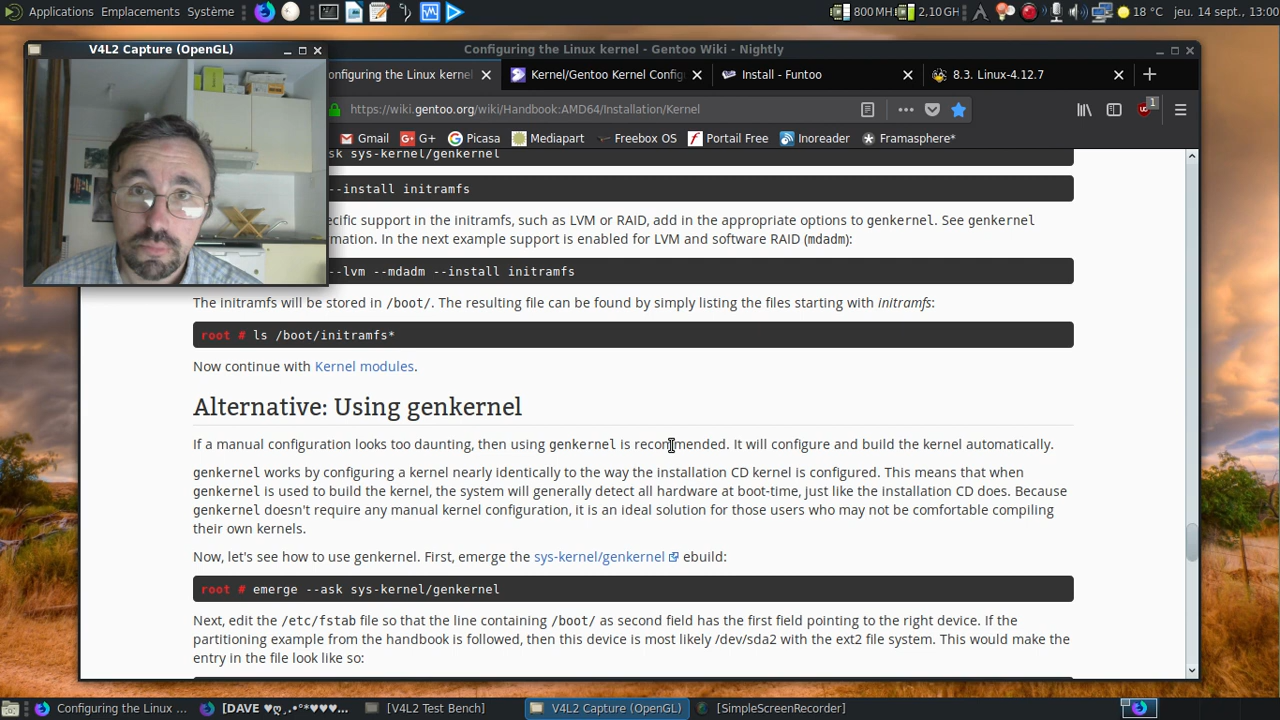 Applications Emplacements Système 800 MH 2,10 GH 18 °C jeu. 14 sept., 13:00
V4L2 Capture (OpenGL)
Configuring the Linux kernel - Gentoo Wiki - Nightly
onfiguring the Linux kernel Kernel/Gentoo Kernel Config Install - Funtoo 8.3. Linux-4.12.7
https://wiki.gentoo.org/wiki/Handbook:AMD64/Installation/Kernel 1
Gmail G+ G+ Picasa Mediapart Freebox OS Portail Free Inoreader Framasphere*
sk sys-kernel/genkernel
--install initramfs
ecific support in the initramfs, such as LVM or RAID, add in the appropriate options to genkernel. See genkernel
mation. In the next example support is enabled for LVM and software RAID (mdadm):
--lvm --mdadm --install initramfs
The initramfs will be stored in /boot/. The resulting file can be found by simply listing the files starting with initramfs:
root # ls /boot/initramfs*
Now continue with Kernel modules.
Alternative: Using genkernel
If a manual configuration looks too daunting, then using genkernel is recommended. It will configure and build the kernel automatically.
genkernel works by configuring a kernel nearly identically to the way the installation CD kernel is configured. This means that when
genkernel is used to build the kernel, the system will generally detect all hardware at boot-time, just like the installation CD does. Because
genkernel doesn't require any manual kernel configuration, it is an ideal solution for those users who may not be comfortable compiling
their own kernels.
Now, let's see how to use genkernel. First, emerge the sys-kernel/genkernel ebuild:
root # emerge --ask sys-kernel/genkernel
Next, edit the /etc/fstab file so that the line containing /boot/ as second field has the first field pointing to the right device. If the
partitioning example from the handbook is followed, then this device is most likely /dev/sda2 with the ext2 file system. This would make the
entry in the file look like so:
Configuring the Linux ... [DAVE ♥ღ¸.•°*♥♥♥... [V4L2 Test Bench] V4L2 Capture (OpenGL) [SimpleScreenRecorder]